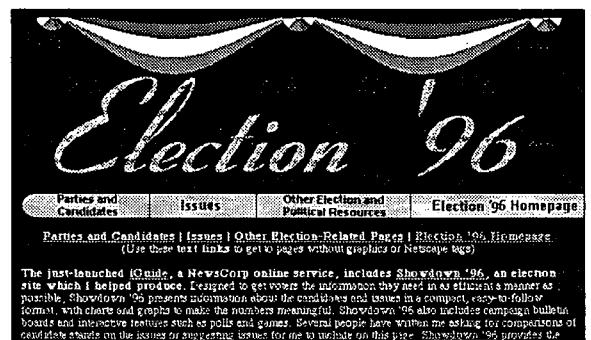 Election '96
Parties and Candidates
Issues
Other Election and Political Resources
Election '96 Homepage
Parties and Candidates | Issues | Other Election-Related Pages | Election '96 Homepage
(Use these text links to get to pages without graphics or Netscape tags)
The just-launched iGuide, a NewsCorp online service, includes Showdown '96, an election
site which I helped produce. Designed to get voters the information they need in as efficient a manner as
possible, Showdown '96 presents information about the candidates and issues in a compact, easy-to-follow
format, with charts and graphs to make the numbers meaningful. Showdown '96 also includes campaign bulletin
boards and interactive features such as polls and games. Several people have written me asking for comparisons of
candidate stands on the issues or suggesting issues for me to include on this page. Showdown '96 provides the